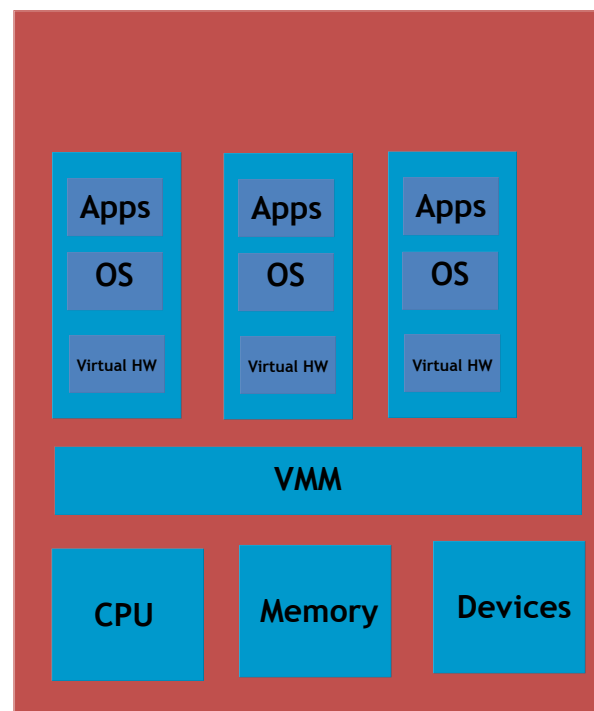 Apps
Apps
Apps
OS
OS
OS
Virtual HW
Virtual HW
Virtual HW
VMM
CPU
Memory
Devices